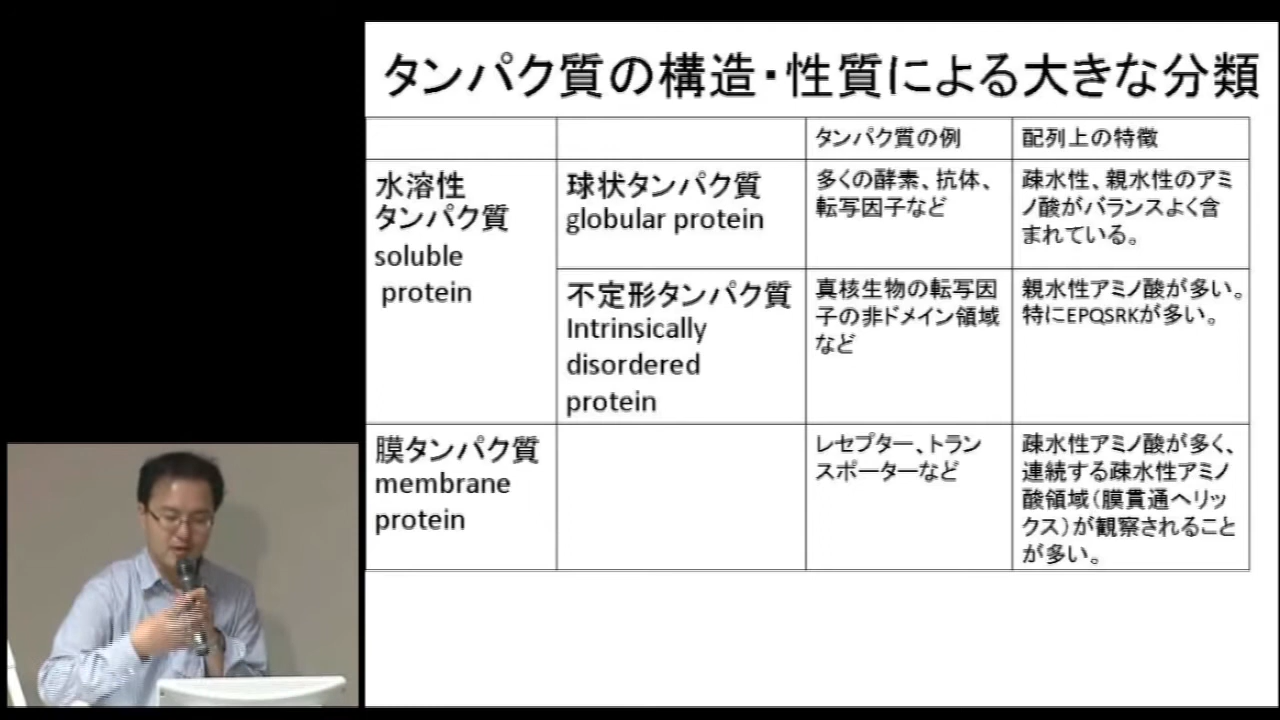 タンパク質の構造・性質による大きな分類
タンパク質の例
配列上の特徴
水溶性
タンパク質
soluble
protein
球状タンパク質
globular protein
多くの酵素、抗体、
転写因子など
疎水性、親水性のアミ
ノ酸がバランスよく含
まれている。
不定形タンパク質
Intrinsically
disordered
protein
真核生物の転写因
子の非ドメイン領域
など
親水性アミノ酸が多い。
特にEPQSRKが多い。
膜タンパク質
membrane
protein
レセプター、トラン
スポーターなど
疎水性アミノ酸が多く、
連続する疎水性アミノ
酸領域（膜貫通ヘリッ
クス）が観察されること
が多い。